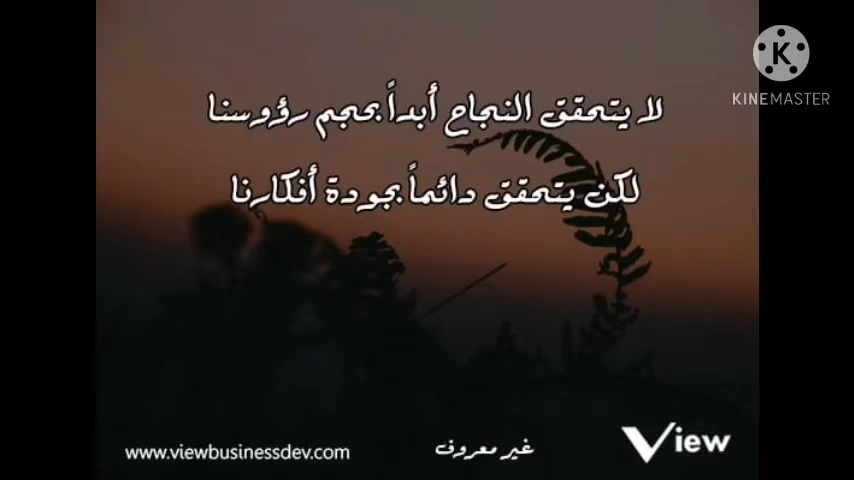 KINEMASTER
لا يتحقق النجاح أبداً بحجم رؤوسنا
لكن يتحقق دائماً بجودة أفكارنا
www.viewbusinessdev.com
غير معروف
View